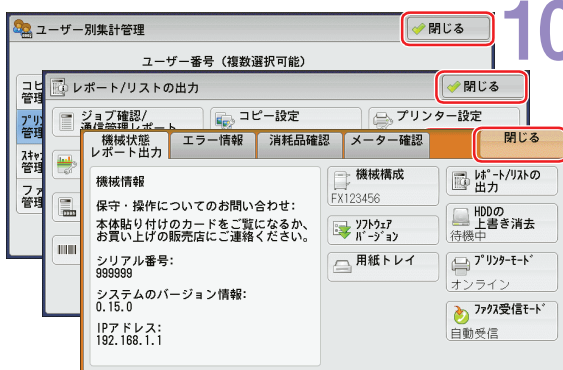 10
ユーザー別集計管理
閉じる
ユーザー番号 (複数選択可能)
コピ
管理
プリン
管理
スキャ
管理
ファ
管理
レポート/リストの出力
閉じる
ジョブ確認/
通信管理レポート
コピー設定
プリンター設定
機械状態
レポート出力
エラー情報
消耗品確認
メーター確認
閉じる
機械情報
保守・操作についてのお問い合わせ:
本体貼り付けのカードをご覧になるか、
お買い上げの販売店にご連絡ください。
シリアル番号:
999999
システムのバージョン情報:
0.15.0
IPアドレス:
192.168.1.1
機械構成
FX123456
ソフトウェア
バージョン
用紙トレイ
レポート/リストの
出力
HDDの
上書き消去
待機中
プリンターモード
オンライン
ファクス受信モード
自動受信